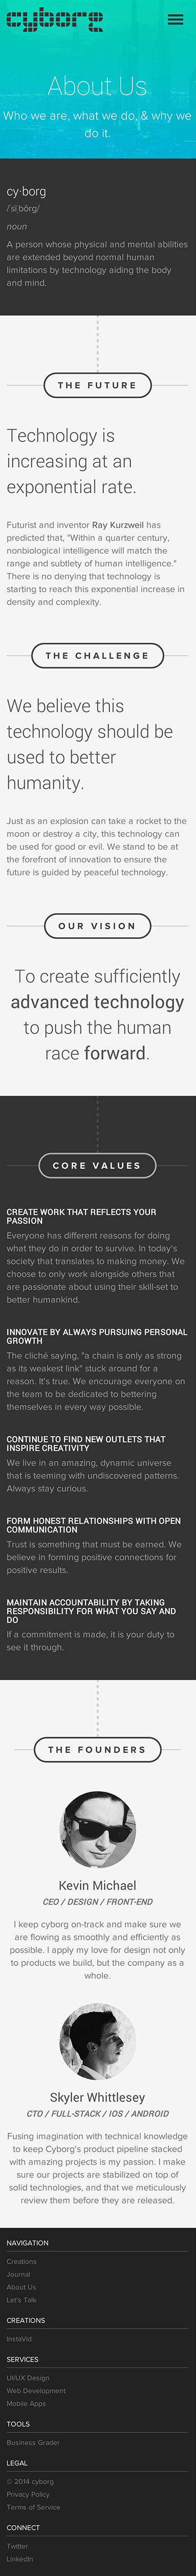 cyborg
About Us
Who we are, what we do, & why we
do it.
cy·borg
/ˈsīˌbôrg/
noun
A person whose physical and mental abilities
are extended beyond normal human
limitations by technology aiding the body
and mind.
THE FUTURE
Technology is
increasing at an
exponential rate.
Futurist and inventor Ray Kurzweil has
predicted that, "Within a quarter century,
nonbiological intelligence will match the
range and subtlety of human intelligence."
There is no denying that technology is
starting to reach this exponential increase in
density and complexity.
THE CHALLENGE
We believe this
technology should be
used to better
humanity.
Just as an explosion can take a rocket to the
moon or destroy a city, this technology can
be used for good or evil. We stand to be at
the forefront of innovation to ensure the
future is guided by peaceful technology.
OUR VISION
To create sufficiently
advanced technology
to push the human
race forward.
CORE VALUES
CREATE WORK THAT REFLECTS YOUR
PASSION
Everyone has different reasons for doing
what they do in order to survive. In today's
society that translates to making money. We
choose to only work alongside others that
are passionate about using their skill-set to
better humankind.
INNOVATE BY ALWAYS PURSUING PERSONAL
GROWTH
The cliché saying, "a chain is only as strong
as its weakest link" stuck around for a
reason. It's true. We encourage everyone on
the team to be dedicated to bettering
themselves in every way possible.
CONTINUE TO FIND NEW OUTLETS THAT
INSPIRE CREATIVITY
We live in an amazing, dynamic universe
that is teeming with undiscovered patterns.
Always stay curious.
FORM HONEST RELATIONSHIPS WITH OPEN
COMMUNICATION
Trust is something that must be earned. We
believe in forming positive connections for
positive results.
MAINTAIN ACCOUNTABILITY BY TAKING
RESPONSIBILITY FOR WHAT YOU SAY AND
DO
If a commitment is made, it is your duty to
see it through.
THE FOUNDERS
Kevin Michael
CEO / DESIGN / FRONT-END
I keep cyborg on-track and make sure we
are flowing as smoothly and efficiently as
possible. I apply my love for design not only
to products we build, but the company as a
whole.
Skyler Whittlesey
CTO / FULL-STACK / IOS / ANDROID
Fusing imagination with technical knowledge
to keep Cyborg's product pipeline stacked
with amazing projects is my passion. I make
sure our projects are stabilized on top of
solid technologies, and that we meticulously
review them before they are released.
NAVIGATION
Creations
Journal
About Us
Let's Talk
CREATIONS
InstaVid
SERVICES
UI/UX Design
Web Development
Mobile Apps
TOOLS
Business Grader
LEGAL
© 2014 cyborg
Privacy Policy
Terms of Service
CONNECT
Twitter
LinkedIn